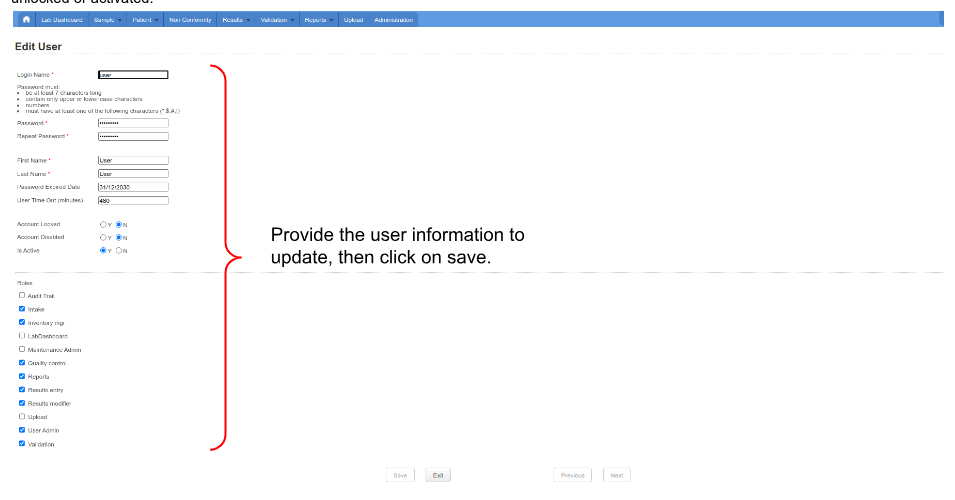 unlocked or activated.
Lab Dashboard Sample Patient Non Conformity Results Validation Reports Upload Administration
Edit User
Login Name * user
Password must:
be at least 7 characters long
contain only upper or lower case characters
numbers
must have at least one of the following characters (*,$,#,!)
Password * •••••••••
Repeat Password * •••••••••
First Name * User
Last Name * User
Password Expired Date 31/12/2030
User Time Out (minutes) 480
Account Locked Y N
Account Disabled Y N
Is Active Y N
Provide the user information to
update, then click on save.
Roles
Audit Trail
Intake
Inventory mgr
LabDashboard
Maintenance Admin
Quality control
Reports
Results entry
Results modifier
Upload
User Admin
Validation
Save Exit Previous Next